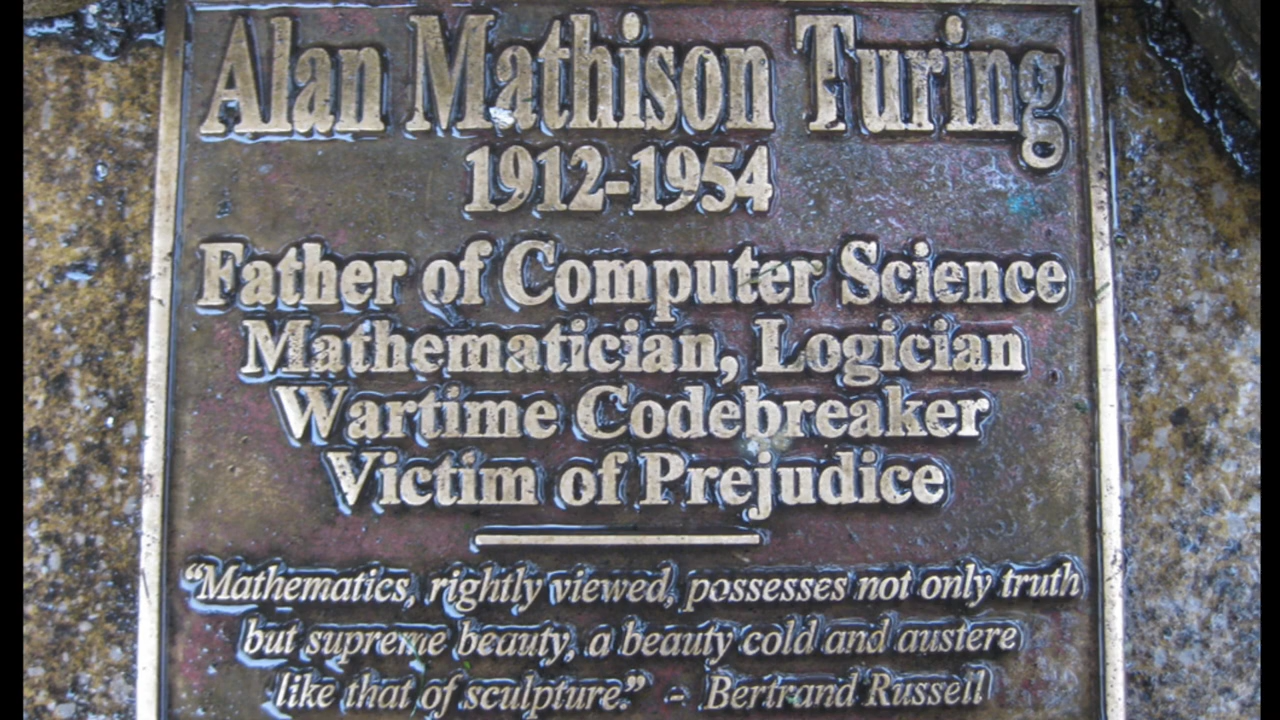 Alan Mathison Turing
1912-1954
Father of Computer Science
Mathematician, Logician
Wartime Codebreaker
Victim of Prejudice
“Mathematics, rightly viewed, possesses not only truth
but supreme beauty, a beauty cold and austere
like that of sculpture.” - Bertrand Russell